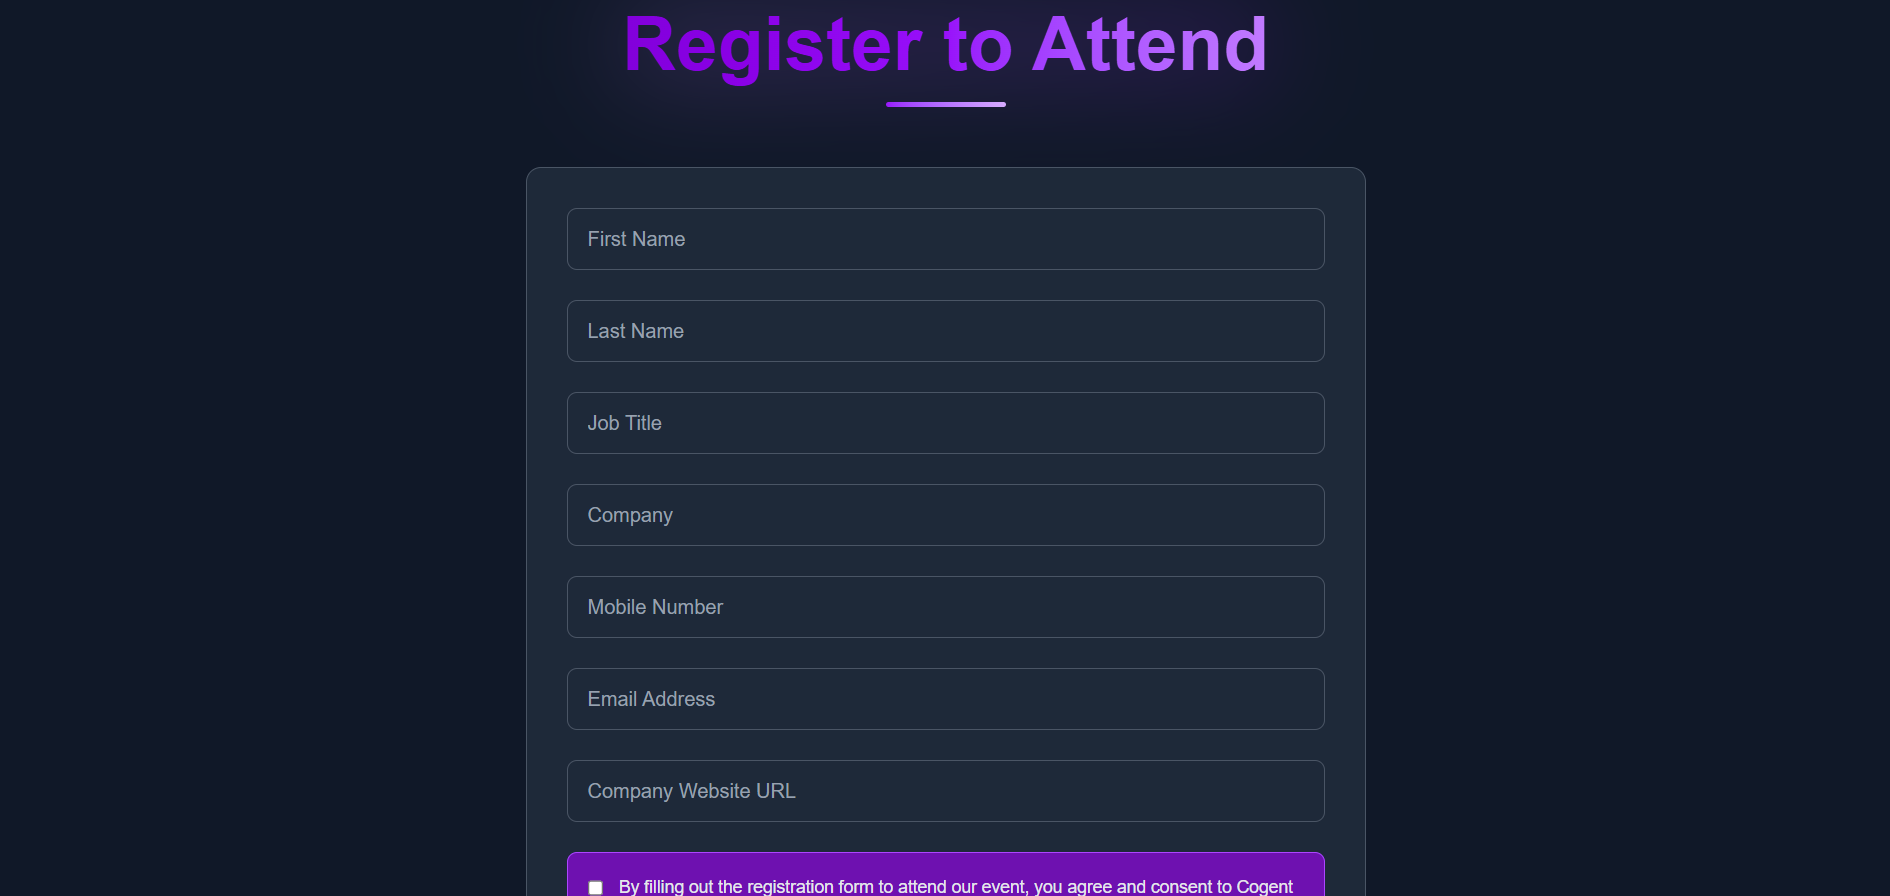 Register to Attend
First Name
Last Name
Job Title
Company
Mobile Number
Email Address
Company Website URL
By filling out the registration form to attend our event, you agree and consent to Cogent